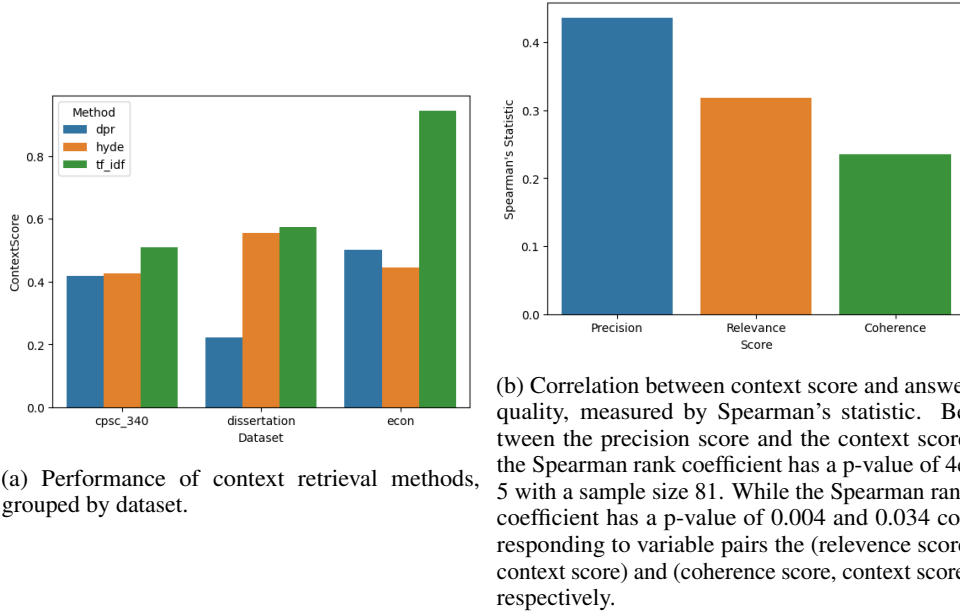 Method
dpr
hyde
tf_idf
ContextScore
0.8
0.6
0.4
0.2
0.0
cpsc_340
dissertation
econ
Dataset
(a) Performance of context retrieval methods,
grouped by dataset.
Spearman's Statistic
0.4
0.3
0.2
0.1
0.0
Precision
Relevance
Coherence
Score
(b) Correlation between context score and answe
quality, measured by Spearman's statistic. Be
tween the precision score and the context score
the Spearman rank coefficient has a p-value of 4e
5 with a sample size 81. While the Spearman ran
coefficient has a p-value of 0.004 and 0.034 co
responding to variable pairs the (relevence score
context score) and (coherence score, context score
respectively.